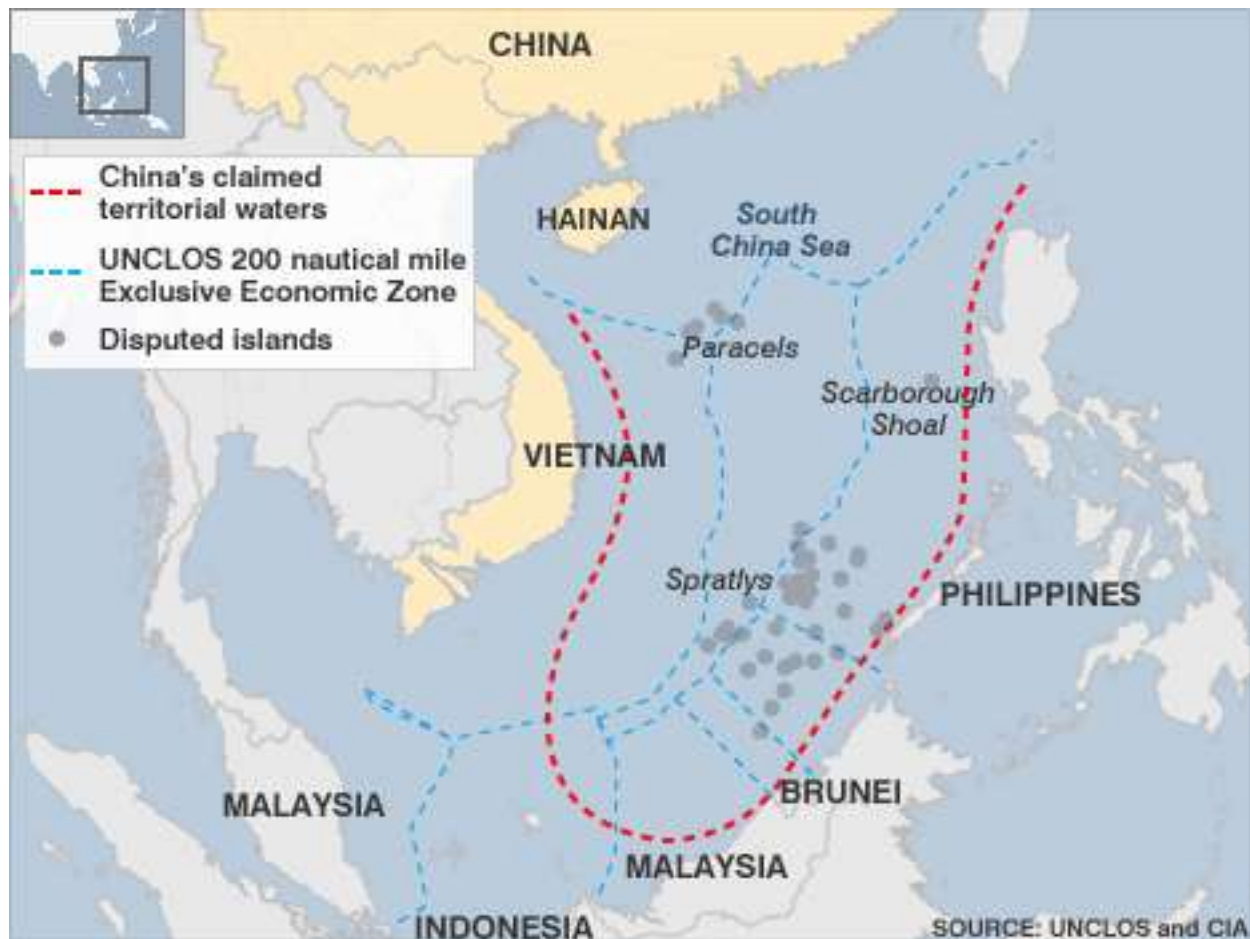 CHINA
China's claimed
territorial waters
UNCLOS 200 nautical mile
Exclusive Economic Zone
Disputed islands
HAINAN
South
China Sea
Paracels
Scarborough
Shoal
VIETNAM
Spratlys
PHILIPPINES
BRUNEI
MALAYSIA
MALAYSIA
INDONESIA
SOURCE: UNCLOS and CIA